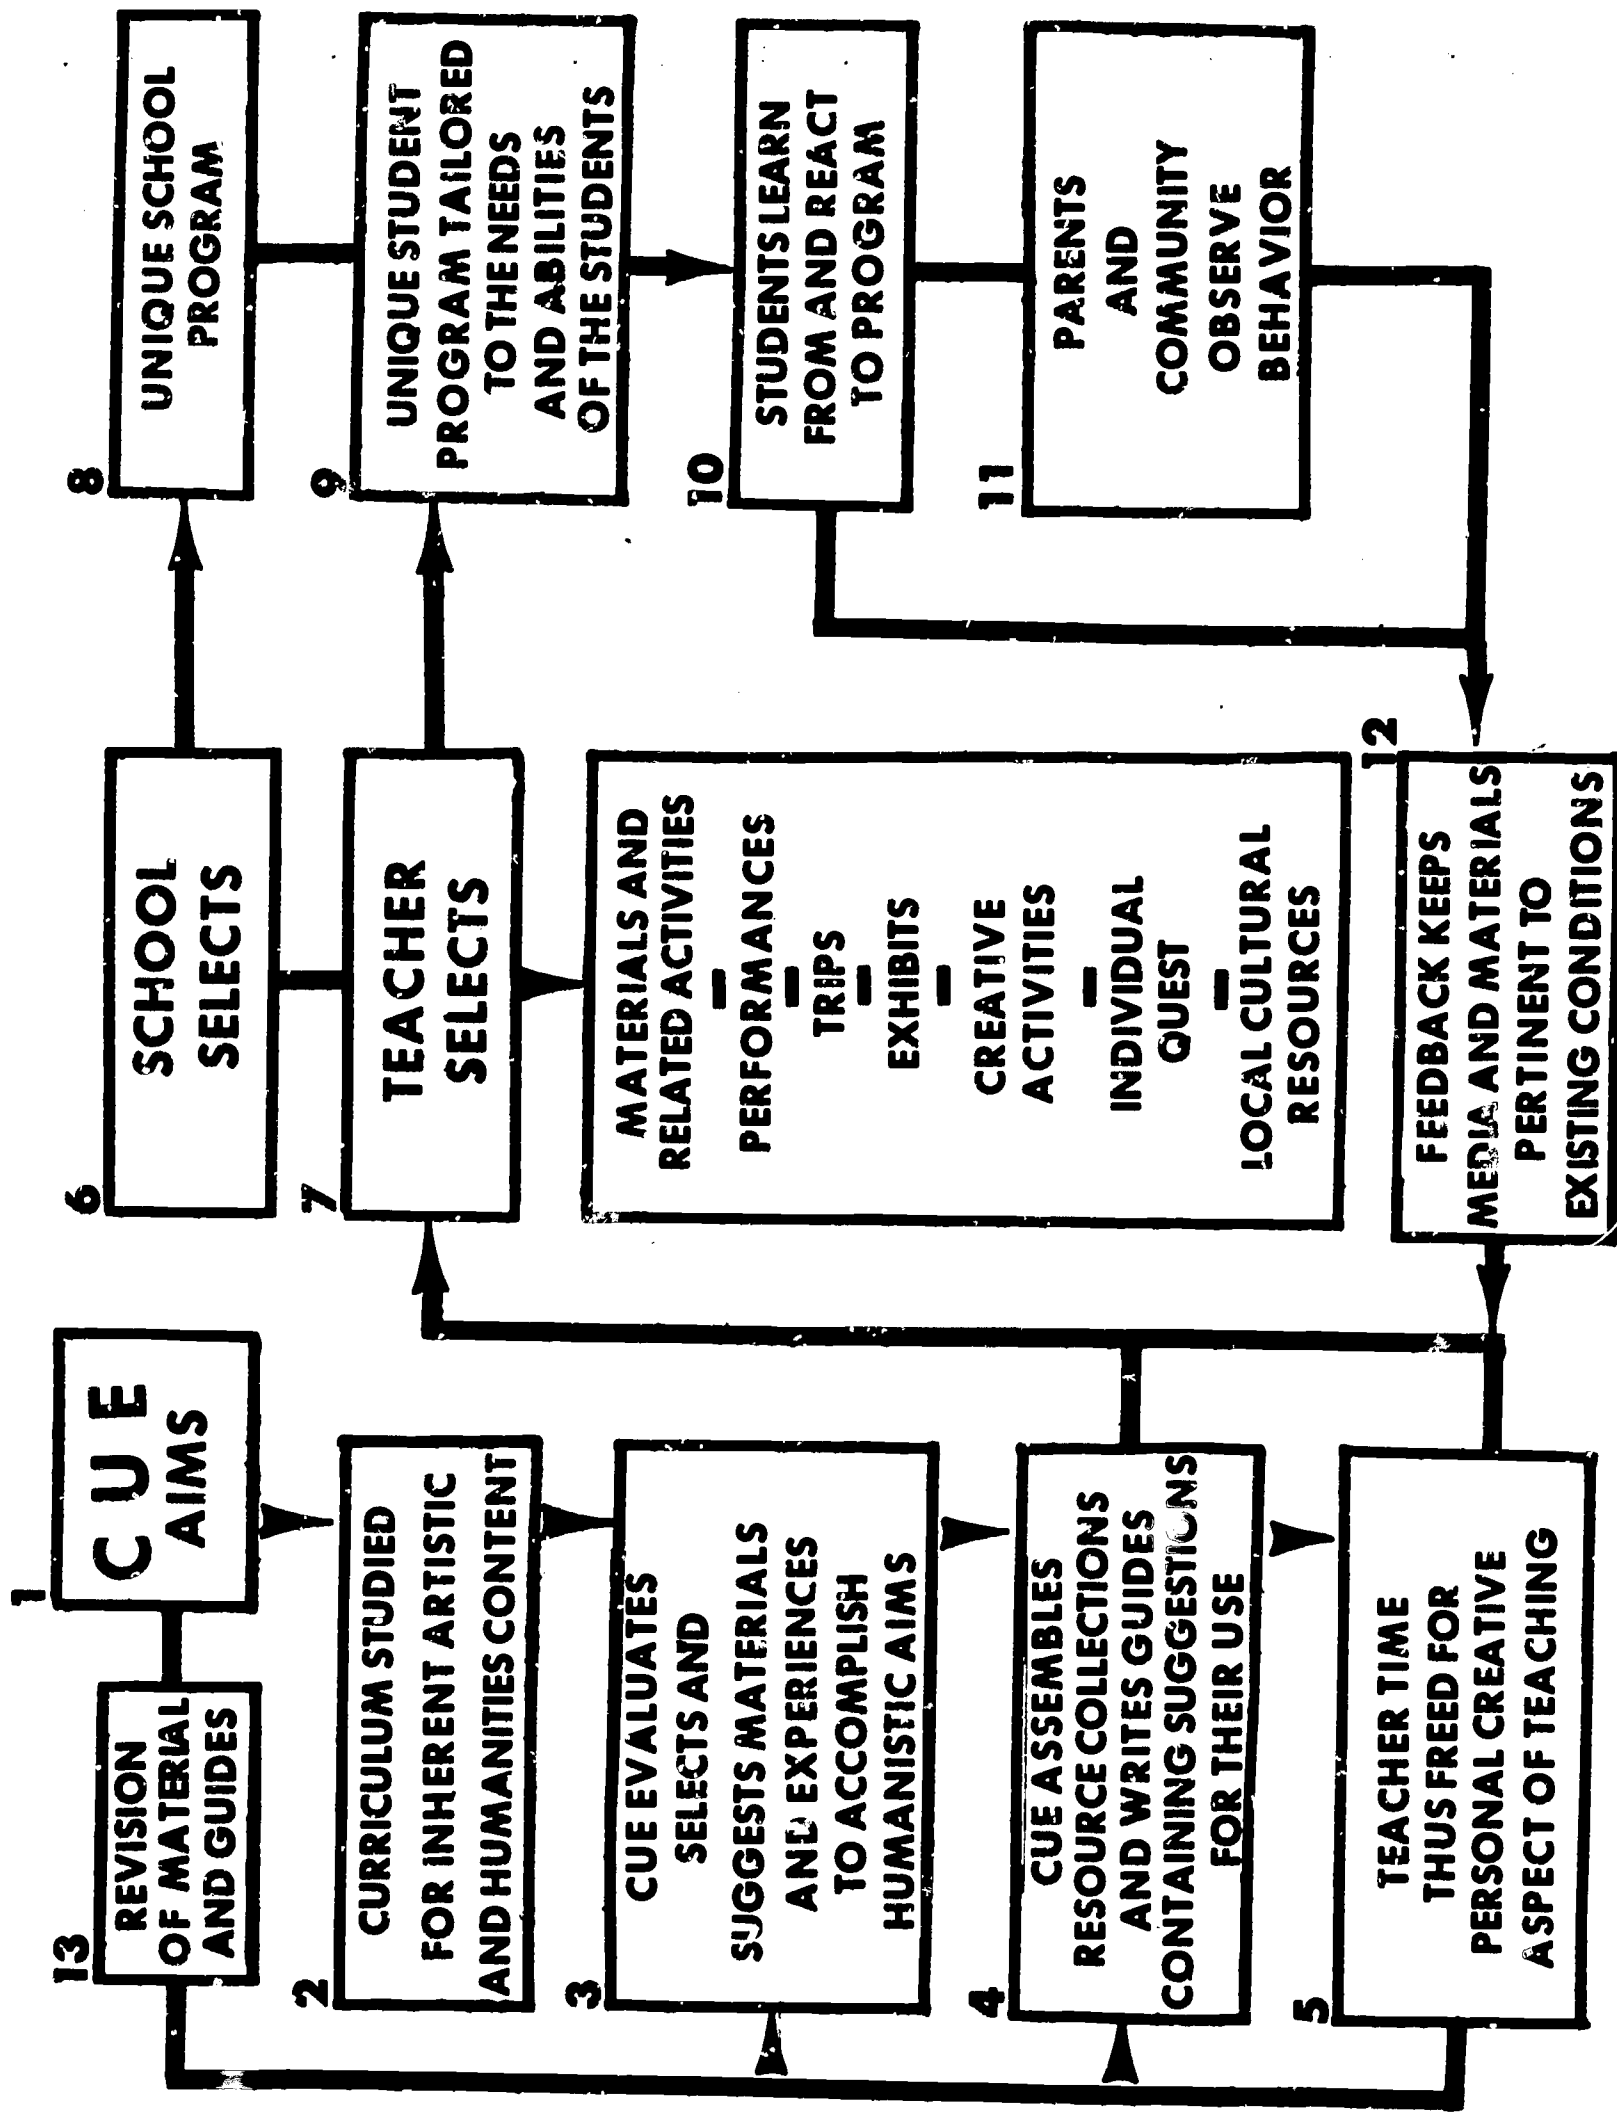 1
C U E
AIMS
13
REVISION
OF MATERIAL
AND GUIDES
2
CURRICULUM STUDIED
FOR INHERENT ARTISTIC
AND HUMANITIES CONTENT
3
CUE EVALUATES
SELECTS AND
SUGGESTS MATERIALS
AND EXPERIENCES
TO ACCOMPLISH
HUMANISTIC AIMS
4
CUE ASSEMBLES
RESOURCE COLLECTIONS
AND WRITES GUIDES
CONTAINING SUGGESTIONS
FOR THEIR USE
5
TEACHER TIME
THUS FREED FOR
PERSONAL CREATIVE
ASPECT OF TEACHING
6
SCHOOL
SELECTS
7
TEACHER
SELECTS
MATERIALS AND
RELATED ACTIVITIES
PERFORMANCES
TRIPS
EXHIBITS
CREATIVE
ACTIVITIES
INDIVIDUAL
QUEST
LOCAL CULTURAL
RESOURCES
12
FEEDBACK KEEPS
MEDIA AND MATERIALS
PERTINENT TO
EXISTING CONDITIONS
8
UNIQUE SCHOOL
PROGRAM
9
UNIQUE STUDENT
PROGRAM TAILORED
TO THE NEEDS
AND ABILITIES
OF THE STUDENTS
10
STUDENTS LEARN
FROM AND REACT
TO PROGRAM
11
PARENTS
AND
COMMUNITY
OBSERVE
BEHAVIOR